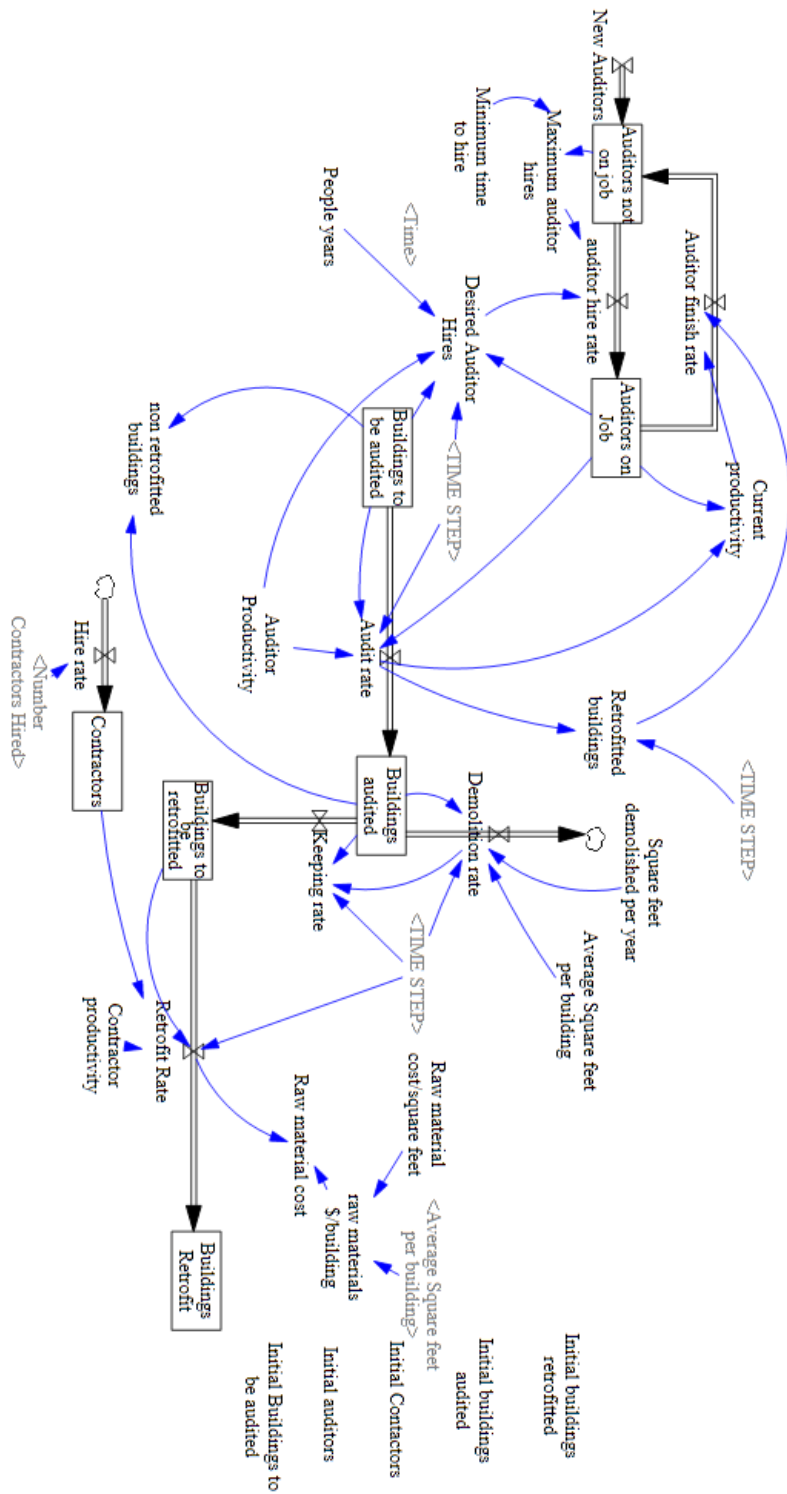 New Auditors
Auditors not
on job
Auditor finish rate
auditor hire rate
Maximum auditor
hires
Minimum time
to hire
<Time>
People years
Desired Auditor
Hires
Auditors on
Job
Current
productivity
non retrofitted
buildings
Buildings to
be audited
<TIME STEP>
Auditor
Productivity
Audit rate
Retrofitted
buildings
<TIME STEP>
Hire rate
<Number
Contractors Hired>
Contractors
Buildings to
be
retrofitted
Buildings
audited
Keeping rate
Demolition rate
Square feet
demolished per year
Average Square feet
per building
<TIME STEP>
Retrofit Rate
Contractor
productivity
Raw material cost
Raw material
cost/square feet
raw materials
$/building
<Average Square feet
per building>
Buildings
Retrofit
Initial buildings
retrofitted
Initial buildings
audited
Initial Contactors
Initial auditors
Initial Buildings to
be audited